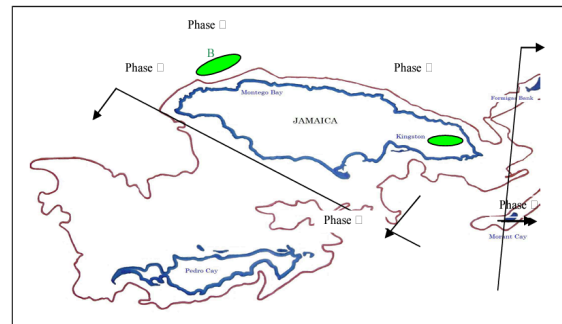 Phase □
B
Phase □
Phase □
Montego Bay
Formigas Bank
JAMAICA
Kingston
Phase □
Phase □
Morant Cay
Pedro Cay